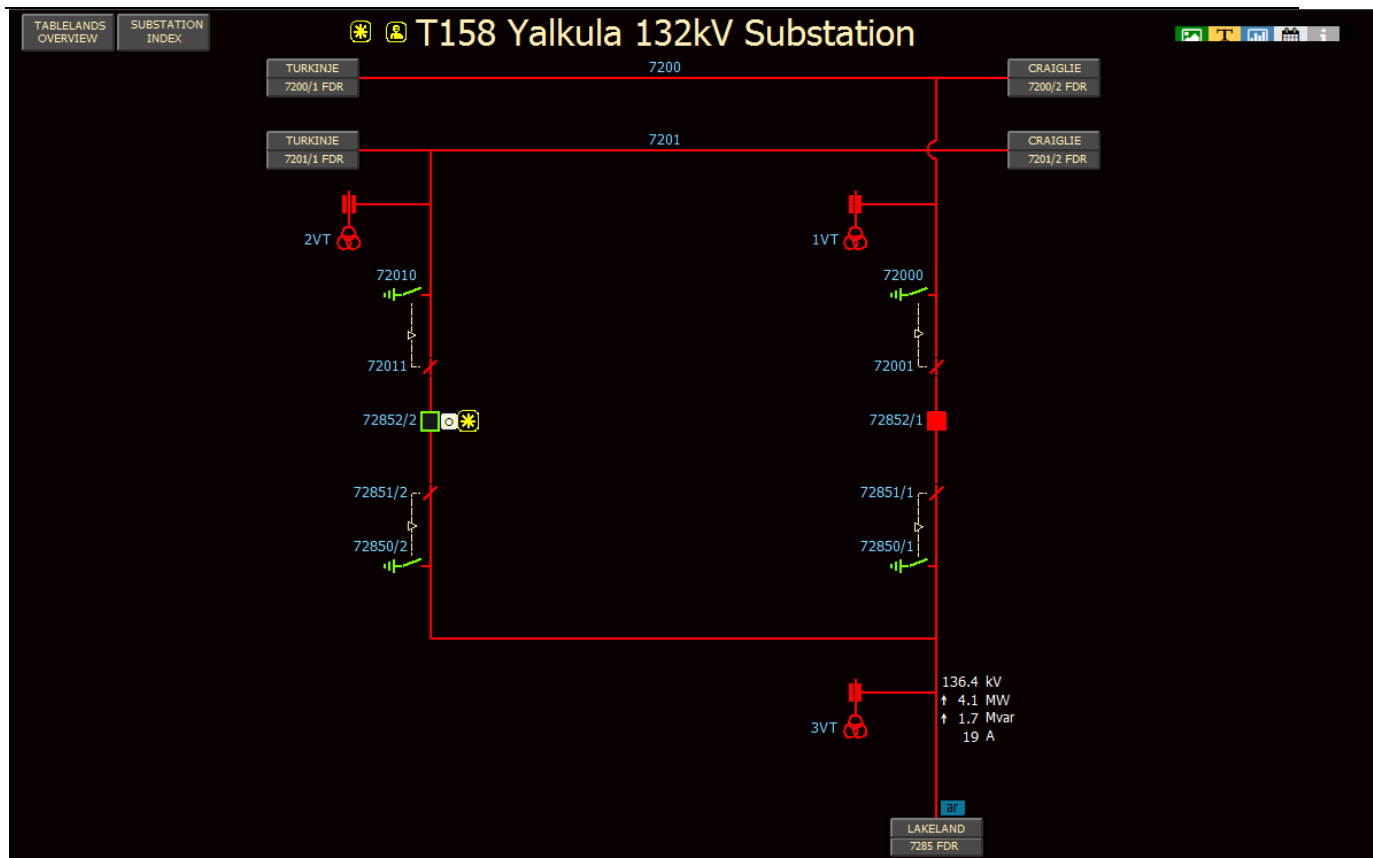 TABLELANDS
OVERVIEW
SUBSTATION
INDEX
T158 Yalkula 132kV Substation
T
i
TURKINJE
7200/1 FDR
7200
CRAIGLIE
7200/2 FDR
TURKINJE
7201/1 FDR
7201
CRAIGLIE
7201/2 FDR
2VT
1VT
72010
72000
72011
72001
72852/2
O
72852/1
72851/2
72851/1
72850/2
72850/1
136.4 kV
↑ 4.1 MW
↑ 1.7 Mvar
19 A
3VT
ar
LAKELAND
7285 FDR